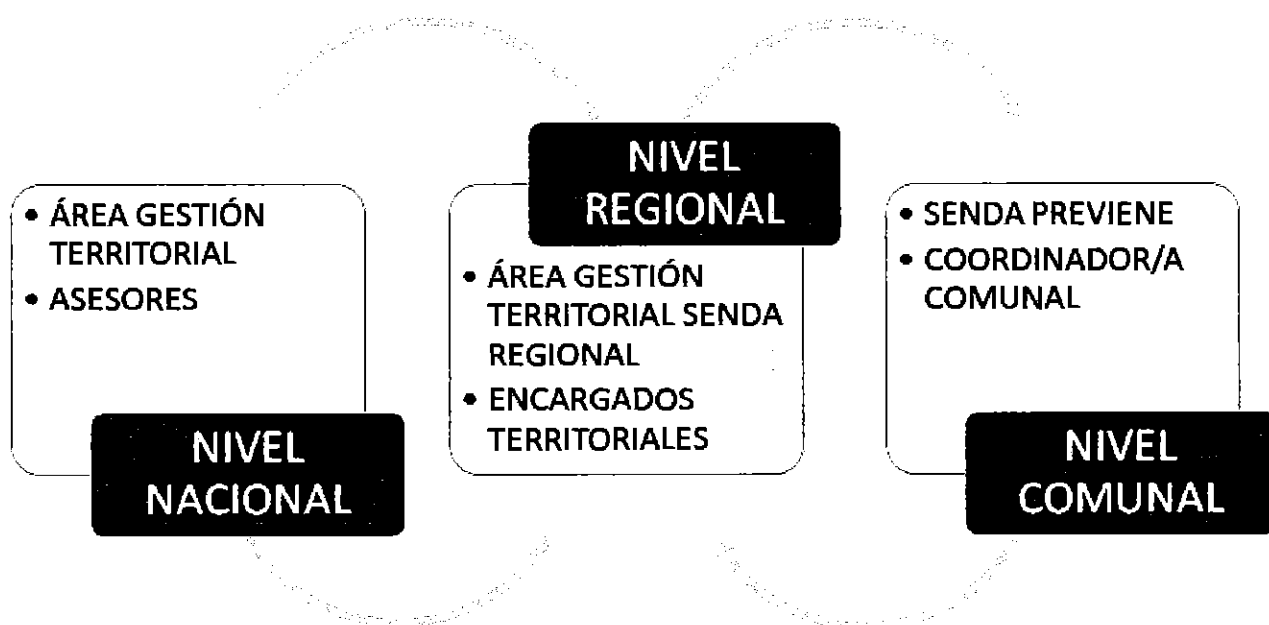 • ÁREA GESTIÓN
TERRITORIAL
• ASESORES
NIVEL
NACIONAL
NIVEL
REGIONAL
• ÁREA GESTIÓN
TERRITORIAL SENDA
REGIONAL
• ENCARGADOS
TERRITORIALES
• SENDA PREVIENE
• COORDINADOR/A
COMUNAL
NIVEL
COMUNAL